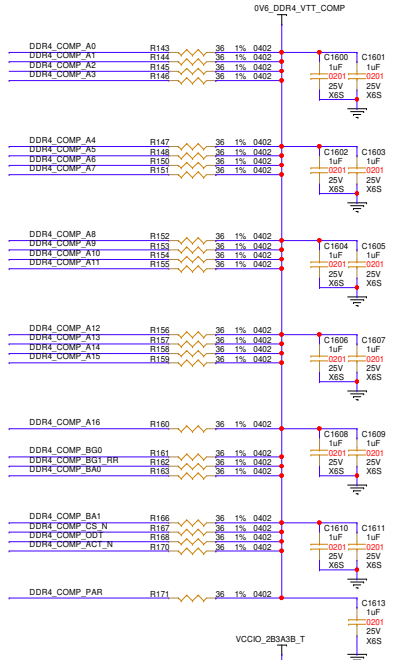 0V6_DDR4_VTT_COMP
DDR4_COMP_A0 R143 36 1% 0402
DDR4_COMP_A1 R144 36 1% 0402
DDR4_COMP_A2 R145 36 1% 0402
DDR4_COMP_A3 R146 36 1% 0402
C1600 C1601
1uF 1uF
0201 0201
25V 25V
X6S X6S
DDR4_COMP_A4 R147 36 1% 0402
DDR4_COMP_A5 R148 36 1% 0402
DDR4_COMP_A6 R150 36 1% 0402
DDR4_COMP_A7 R151 36 1% 0402
C1602 C1603
1uF 1uF
0201 0201
25V 25V
X6S X6S
DDR4_COMP_A8 R152 36 1% 0402
DDR4_COMP_A9 R153 36 1% 0402
DDR4_COMP_A10 R154 36 1% 0402
DDR4_COMP_A11 R155 36 1% 0402
C1604 C1605
1uF 1uF
0201 0201
25V 25V
X6S X6S
DDR4_COMP_A12 R156 36 1% 0402
DDR4_COMP_A13 R157 36 1% 0402
DDR4_COMP_A14 R158 36 1% 0402
DDR4_COMP_A15 R159 36 1% 0402
C1606 C1607
1uF 1uF
0201 0201
25V 25V
X6S X6S
DDR4_COMP_A16 R160 36 1% 0402
DDR4_COMP_BG0 R161 36 1% 0402
DDR4_COMP_BG1_RR R162 36 1% 0402
DDR4_COMP_BA0 R163 36 1% 0402
C1608 C1609
1uF 1uF
0201 0201
25V 25V
X6S X6S
DDR4_COMP_BA1 R166 36 1% 0402
DDR4_COMP_CS_N R167 36 1% 0402
DDR4_COMP_ODT R168 36 1% 0402
DDR4_COMP_ACT_N R170 36 1% 0402
C1610 C1611
1uF 1uF
0201 0201
25V 25V
X6S X6S
DDR4_COMP_PAR R171 36 1% 0402
C1613
1uF
0201
25V
X6S
VCCIO_2B3A3B_T